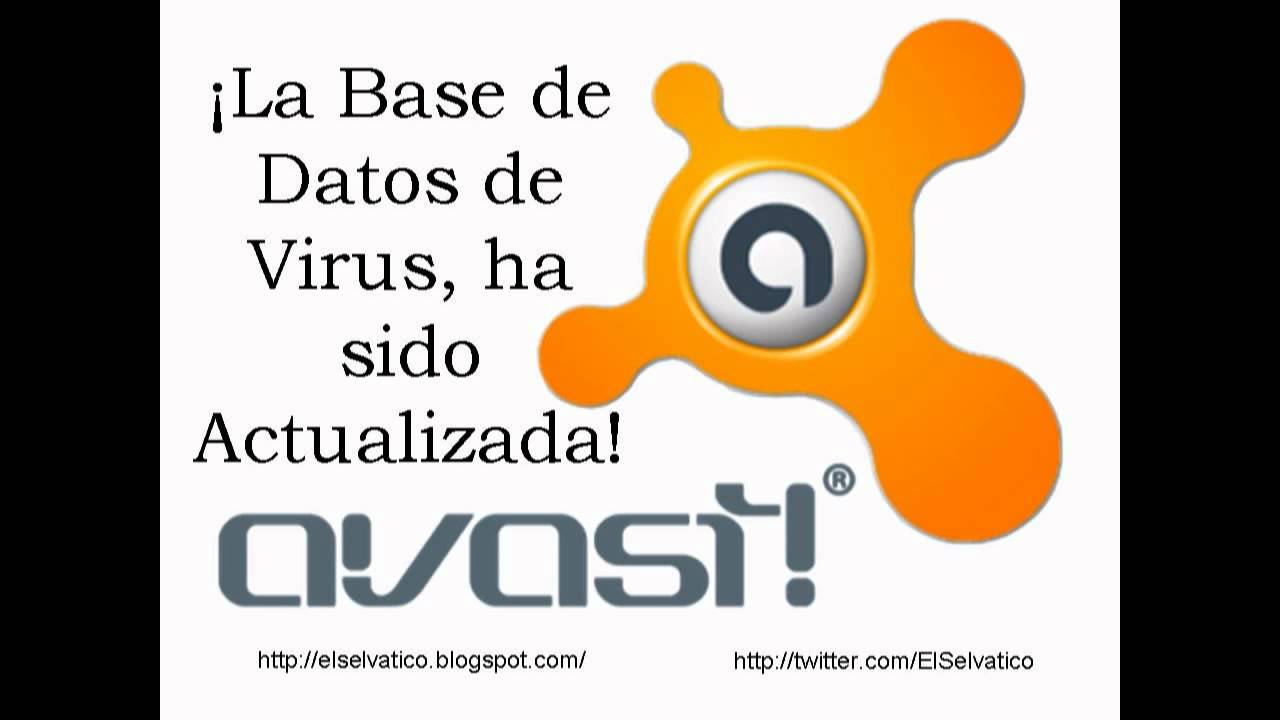 ¡La Base de
Datos de
Virus, ha
sido
Actualizada!
a
avast!®
http://elselvatico.blogspot.com/
http://twitter.com/ElSelvatico